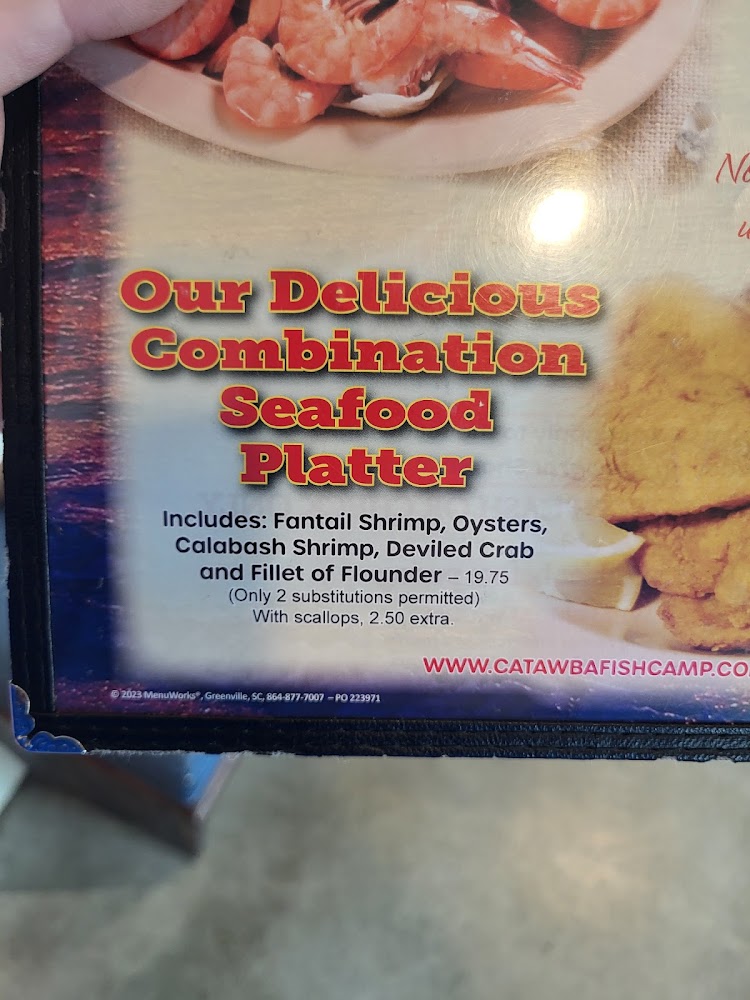 Our Delicious
Combination
Seafood
Platter
Includes: Fantail Shrimp, Oysters,
Calabash Shrimp, Deviled Crab
and Fillet of Flounder – 19.75
(Only 2 substitutions permitted)
With scallops, 2.50 extra.
WWW.CATAWBAFISHCAMP.CO
© 2023 MenuWorks®, Greenville, SC, 864-877-7007 – PO 223971